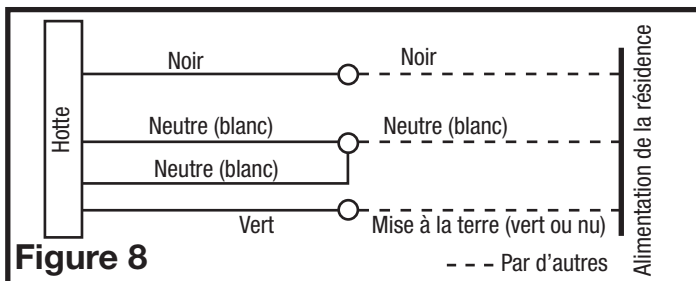 Hotte
Noir
Noir
Neutre (blanc)
Neutre (blanc)
Neutre (blanc)
Vert
Mise à la terre (vert ou nu)
Alimentation de la résidence
Figure 8
Par d'autres